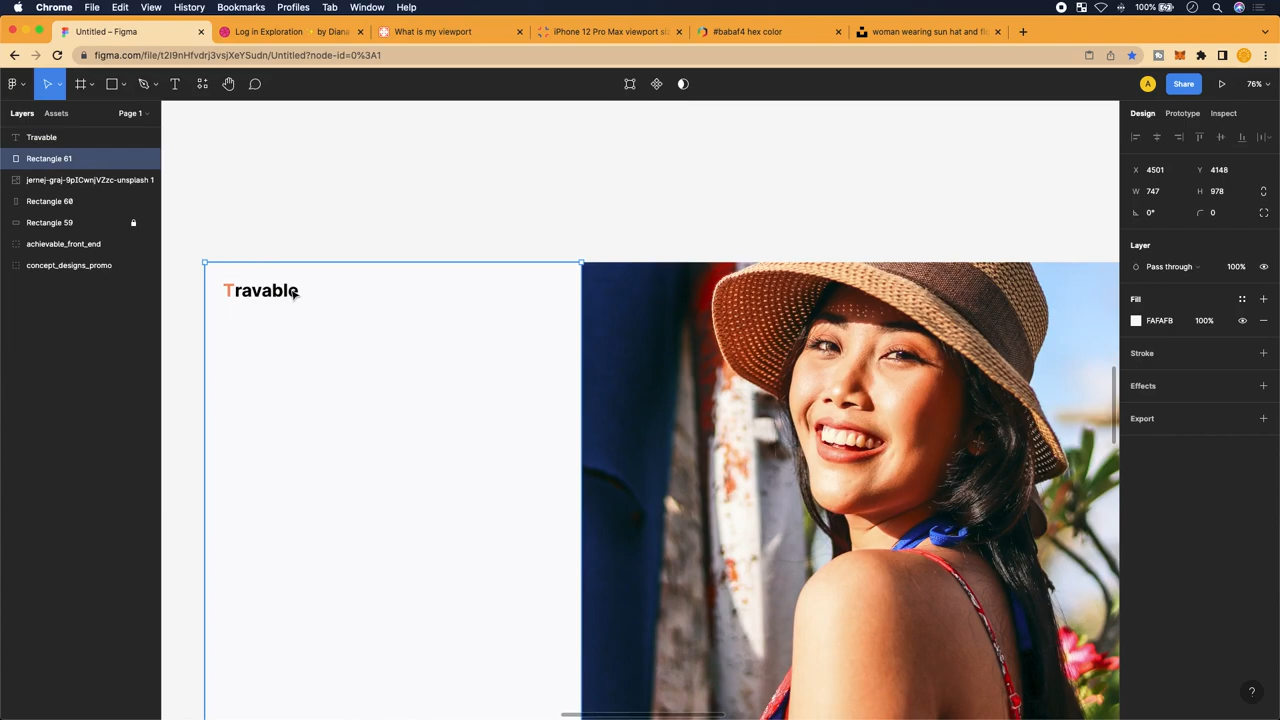 Chrome File Edit View History Bookmarks Profiles Tab Window Help 100%
Untitled – Figma
Log in Exploration
by Diana
What is my viewport
iPhone 12 Pro Max viewport si
#babaf4 hex color
woman wearing sun hat and fl
figma.com/file/t2I9nHfvdrj3vsjXeYSudn/Untitled?node-id=0%3A1
A Share 76%
Layers Assets Page 1
Design Prototype Inspect
Travable
Rectangle 61
jernej-graj-9pICwnjVZzc-unsplash 1
Rectangle 60
Rectangle 59
achievable_front_end
concept_designs_promo
Travable
X 4501 Y 4148
W 747 H 978
0° 0
Layer
Pass through 100%
Fill
FAFAFB 100%
Stroke
Effects
Export
?